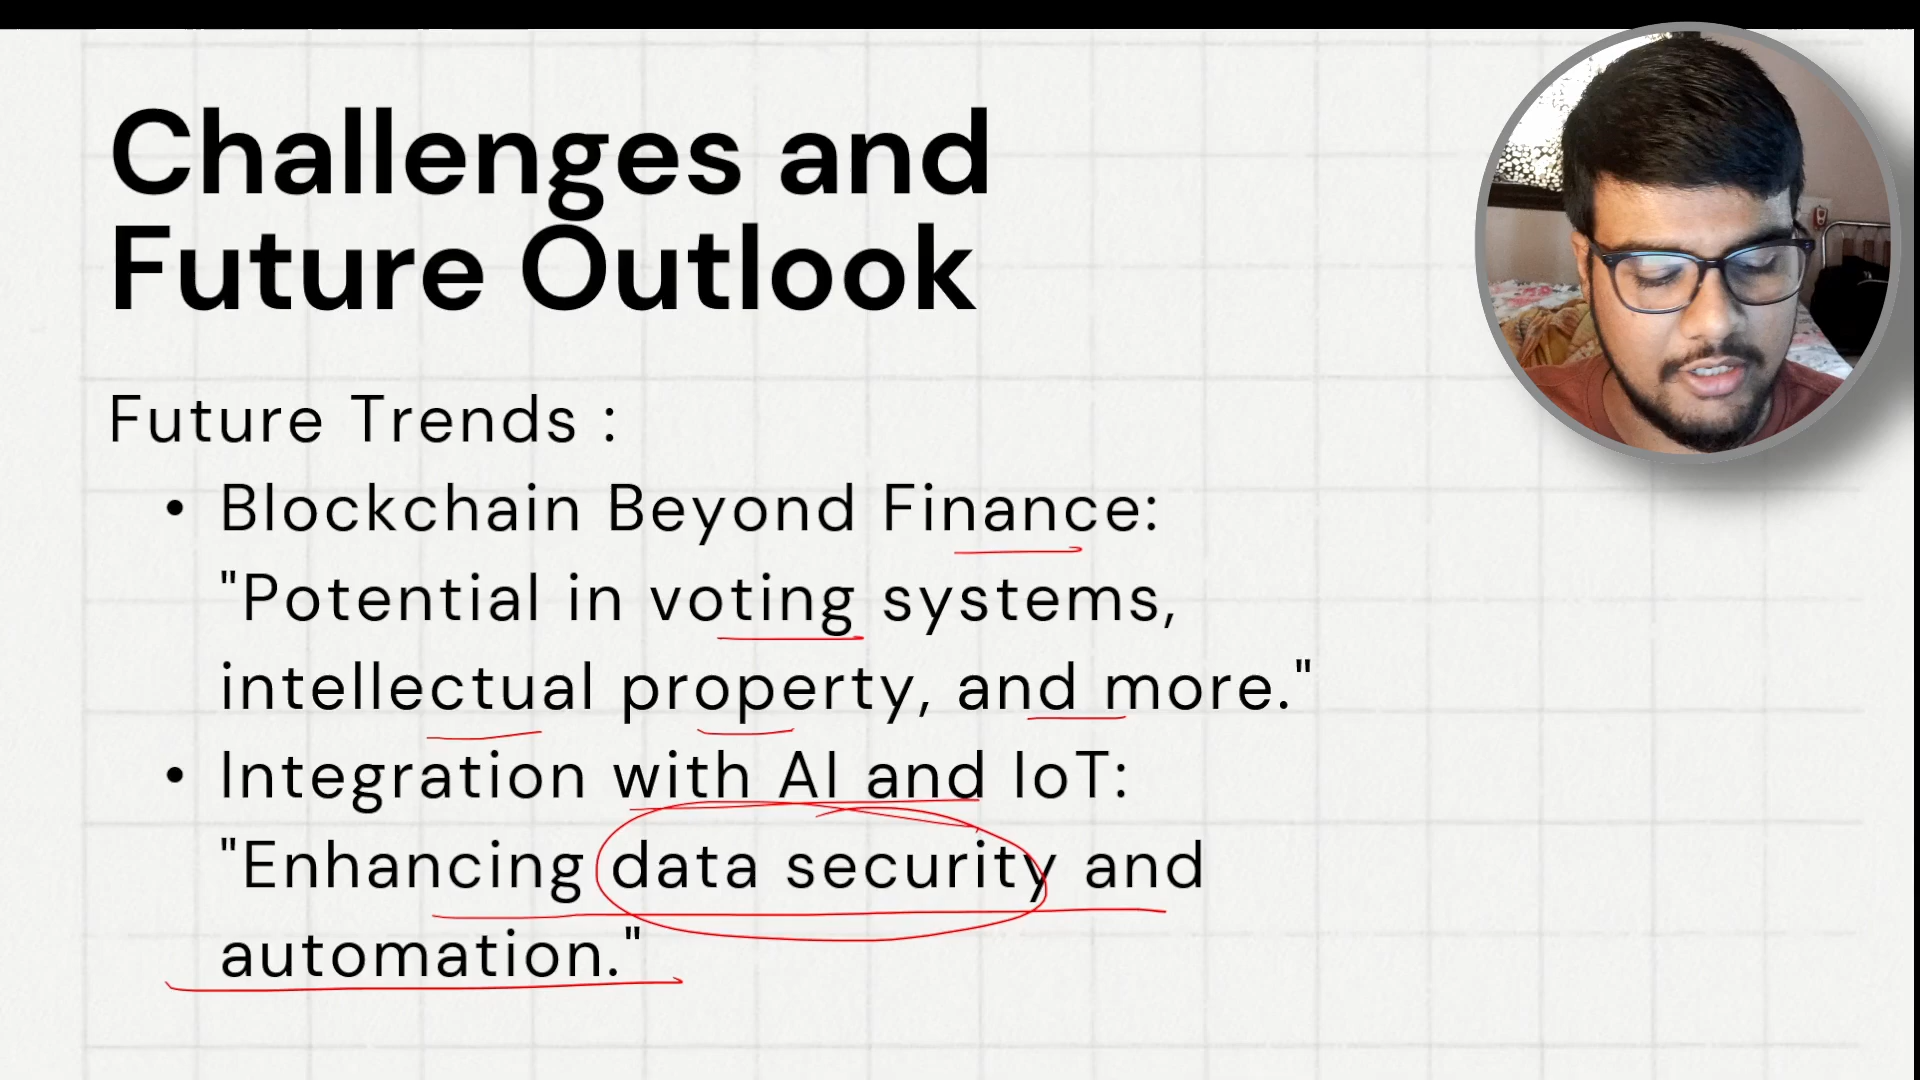 Challenges and
Future Outlook
Future Trends :
• Blockchain Beyond Finance:
"Potential in voting systems,
intellectual property, and more."
• Integration with AI and IoT:
"Enhancing data security and
automation."